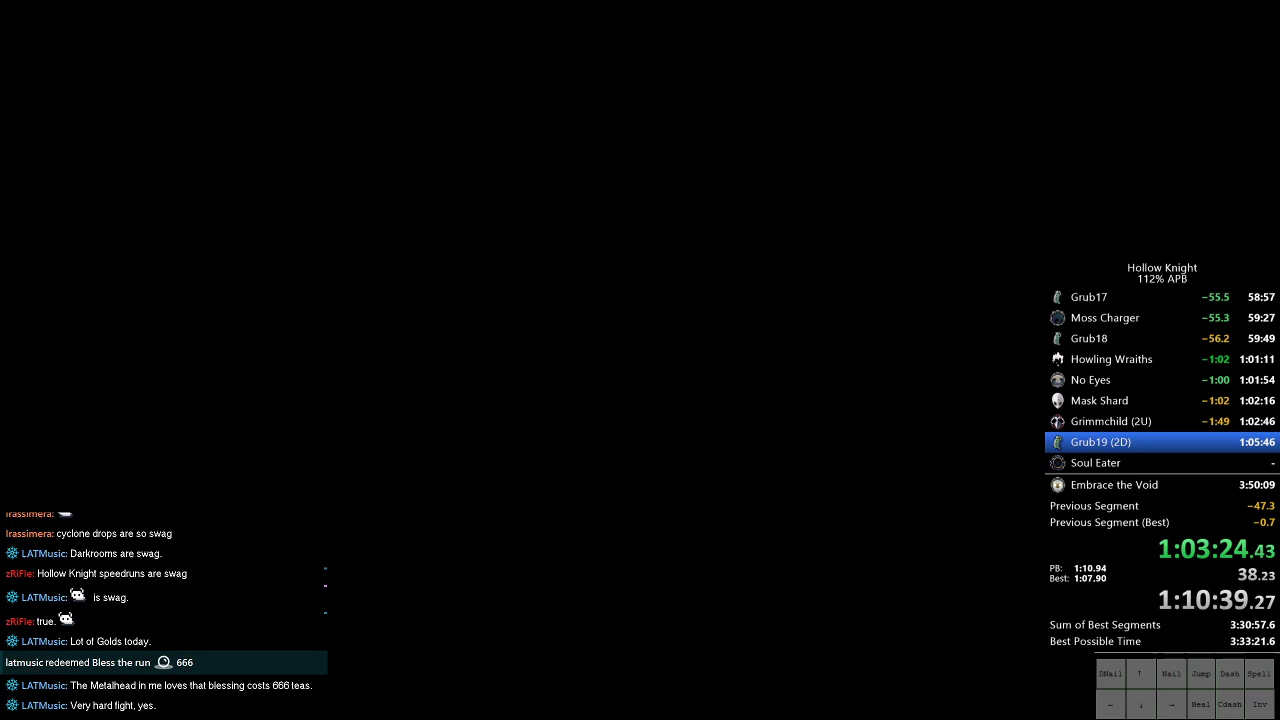 Hollow Knight
112% APB
Grub17 −55.5 58:57
Moss Charger −55.3 59:27
Grub18 −56.2 59:49
Howling Wraiths −1:02 1:01:11
No Eyes −1:00 1:01:54
Mask Shard −1:02 1:02:16
Grimmchild (2U) −1:49 1:02:46
Grub19 (2D) 1:05:46
Soul Eater -
Embrace the Void 3:50:09
Previous Segment −47.3
Previous Segment (Best) −0.7
1:03:24.43
PB: 1:10.94
Best: 1:07.90
38.23
1:10:39.27
Sum of Best Segments 3:30:57.6
Best Possible Time 3:33:21.6
DNail ↑ Nail Jump Dash Spell
← ↓ → Heal Cdash Inv
Irassimera:
Irassimera: cyclone drops are so swag
LATMusic: Darkrooms are swag.
zRiFle: Hollow Knight speedruns are swag
LATMusic: is swag.
zRiFle: true.
LATMusic: Lot of Golds today.
latmusic redeemed Bless the run 666
LATMusic: The Metalhead in me loves that blessing costs 666 teas.
LATMusic: Very hard fight, yes.